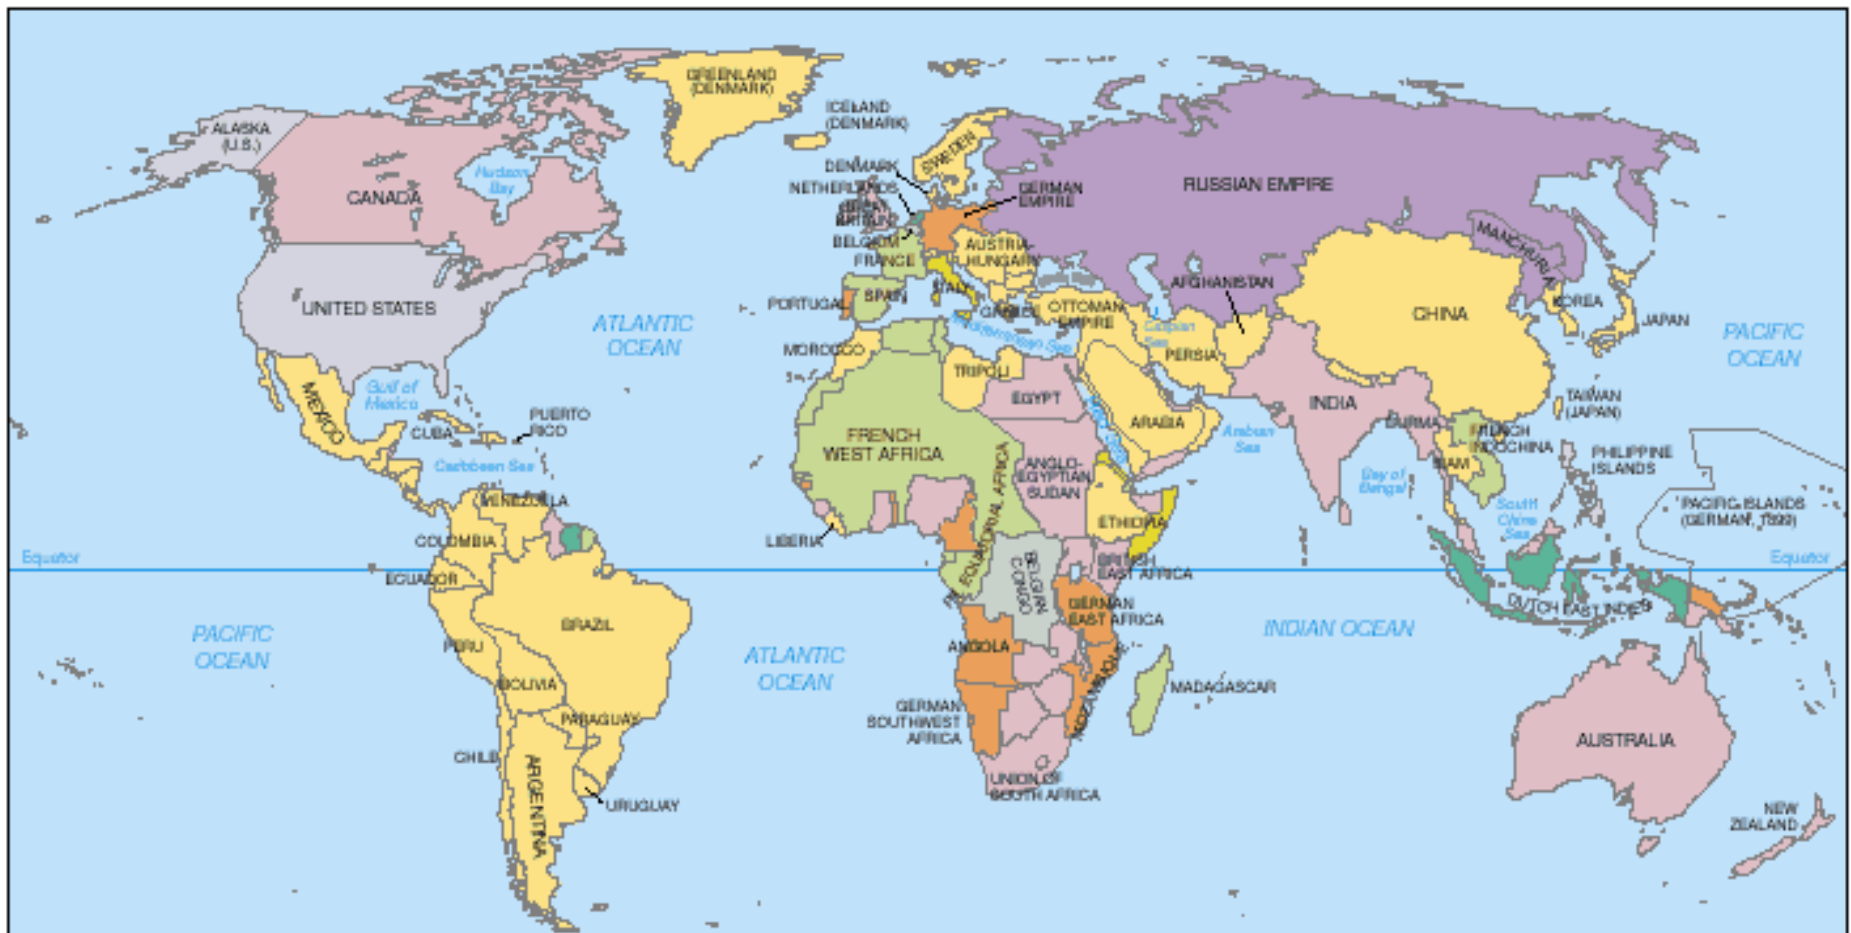 GREENLAND
(DENMARK)
ICELAND
(DENMARK)
ALASKA
(U.S.)
Hudson
Bay
CANADA
UNITED STATES
SWEDEN
DENMARK
NETHERLANDS
GREAT
BRITAIN
BELGIUM
FRANCE
GERMAN
EMPIRE
AUSTRIA-
HUNGARY
RUSSIAN EMPIRE
MANCHURIA
PORTUGAL
SPAIN
ITALY
GREECE
OTTOMAN
EMPIRE
Mediterranean Sea
Caspian
Sea
AFGHANISTAN
PERSIA
CHINA
KOREA
JAPAN
PACIFIC
OCEAN
ATLANTIC
OCEAN
MEXICO
Gulf of
Mexico
CUBA
PUERTO
RICO
Caribbean Sea
MOROCCO
TRIPOLI
EGYPT
ARABIA
Arabian
Sea
INDIA
BURMA
TAIWAN
(JAPAN)
FRENCH
INDOCHINA
SIAM
PHILIPPINE
ISLANDS
Bay of
Bengal
South
China
Sea
PACIFIC ISLANDS
(GERMAN, 1899)
FRENCH
WEST AFRICA
ANGLO-
EGYPTIAN
SUDAN
ETHIOPIA
LIBERIA
VENEZUELA
COLOMBIA
ECUADOR
Equator
Equator
BRITISH
EAST AFRICA
BELGIAN
CONGO
GERMAN
EAST AFRICA
DUTCH EAST INDIES
INDIAN OCEAN
PACIFIC
OCEAN
PERU
BRAZIL
BOLIVIA
PARAGUAY
CHILE
ARGENTINA
URUGUAY
ATLANTIC
OCEAN
ANGOLA
GERMAN
SOUTHWEST
AFRICA
MOZAMBIQUE
MADAGASCAR
UNION OF
SOUTH AFRICA
AUSTRALIA
NEW
ZEALAND